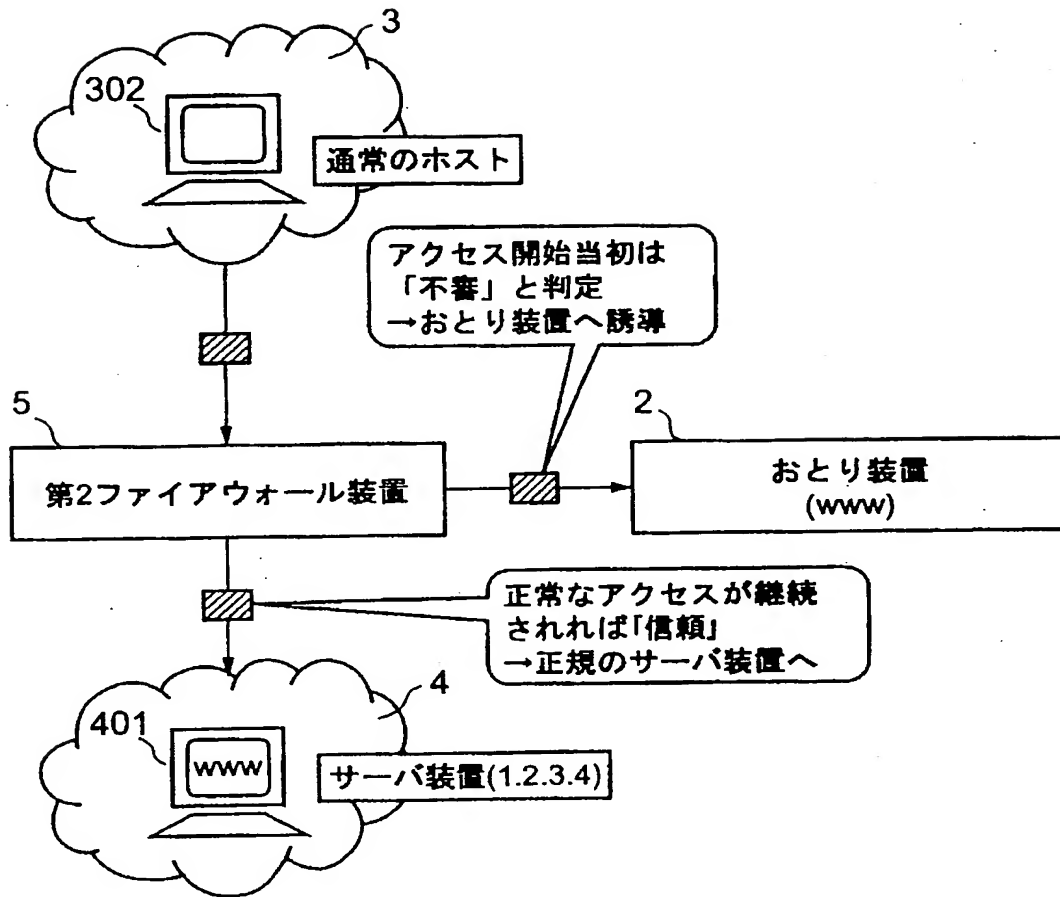 3
302
通常のホスト
アクセス開始当初は
「不審」と判定
→おとり装置へ誘導
5
第2ファイアウォール装置
2
おとり装置
(www)
正常なアクセスが継続
されれば「信頼」
→正規のサーバ装置へ
4
401
www
サーバ装置(1.2.3.4)